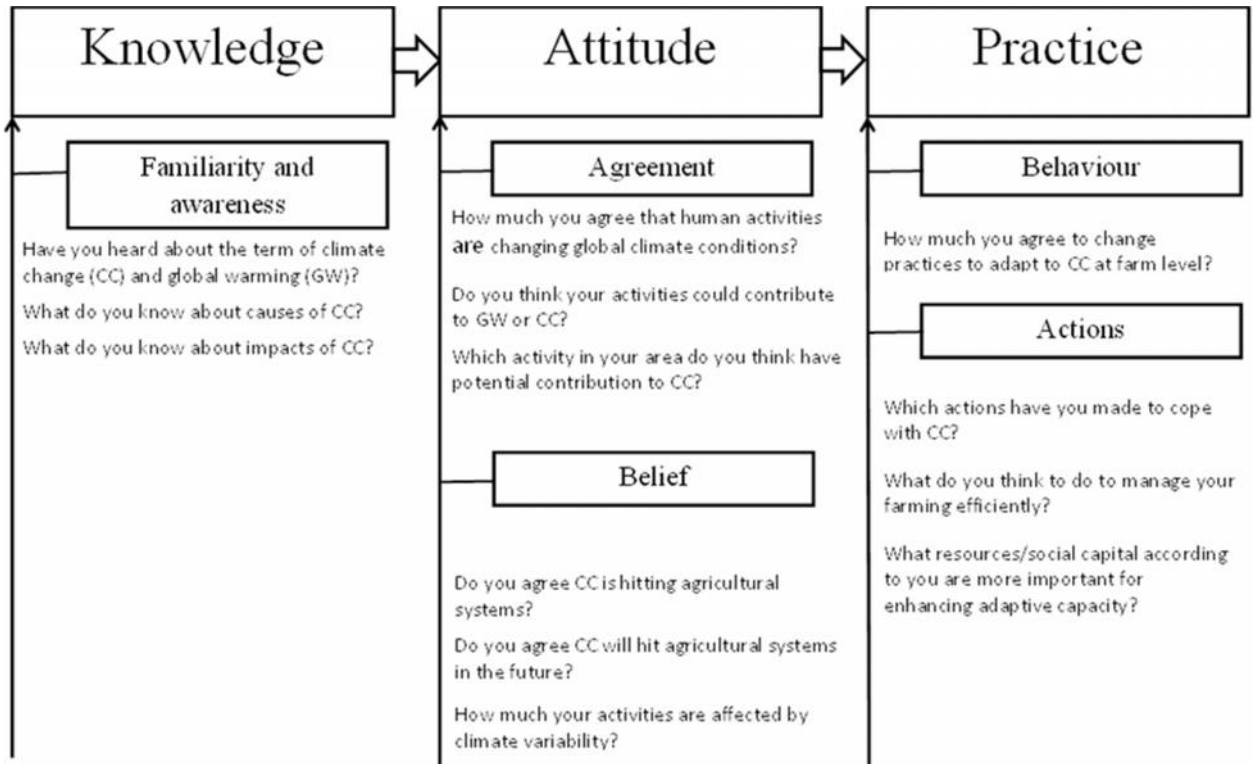 Knowledge
Familiarity and
awareness
Have you heard about the term of climate
change (CC) and global warming (GW)?
What do you know about causes of CC?
What do you know about impacts of CC?
Attitude
Agreement
How much you agree that human activities
are changing global climate conditions?
Do you think your activities could contribute
to GW or CC?
Which activity in your area do you think have
potential contribution to CC?
Belief
Do you agree CC is hitting agricultural
systems?
Do you agree CC will hit agricultural systems
in the future?
How much your activities are affected by
climate variability?
Practice
Behaviour
How much you agree to change
practices to adapt to CC at farm level?
Actions
Which actions have you made to cope
with CC?
What do you think to do to manage your
farming efficiently?
What resources/social capital according
to you are more important for
enhancing adaptive capacity?